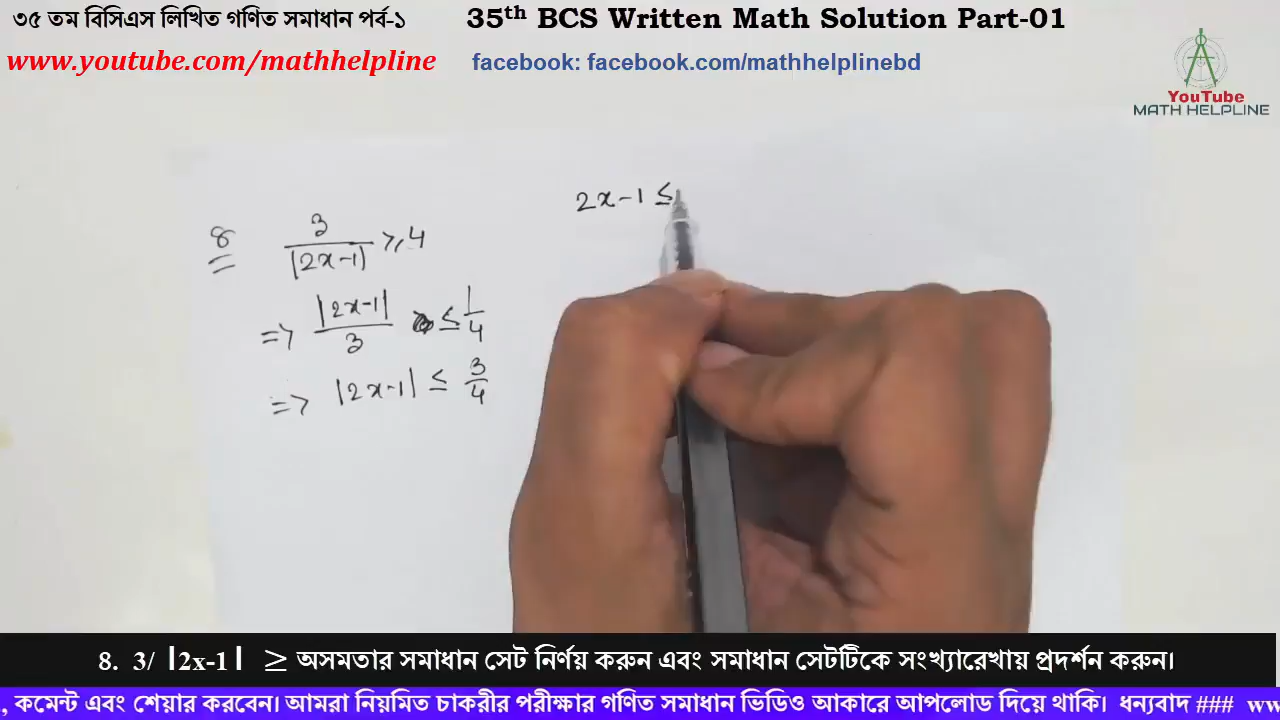 ৩৫ তম বিসিএস লিখিত গণিত সমাধান পর্ব-১ 35th BCS Written Math Solution Part-01
www.youtube.com/mathhelpline facebook: facebook.com/mathhelplinebd
YouTube
MATH HELPLINE
2x-1 ≤
8 3/|2x-1| ≥ 4
=> |2x-1|/3 ≤ 1/4
=> |2x-1| ≤ 3/4
8. 3/ |2x-1| ≥ অসমতার সমাধান সেট নির্ণয় করুন এবং সমাধান সেটটিকে সংখ্যারেখায় প্রদর্শন করুন।
, কমেন্ট এবং শেয়ার করবেন। আমরা নিয়মিত চাকরীর পরীক্ষার গণিত সমাধান ভিডিও আকারে আপলোড দিয়ে থাকি। ধন্যবাদ ### ww